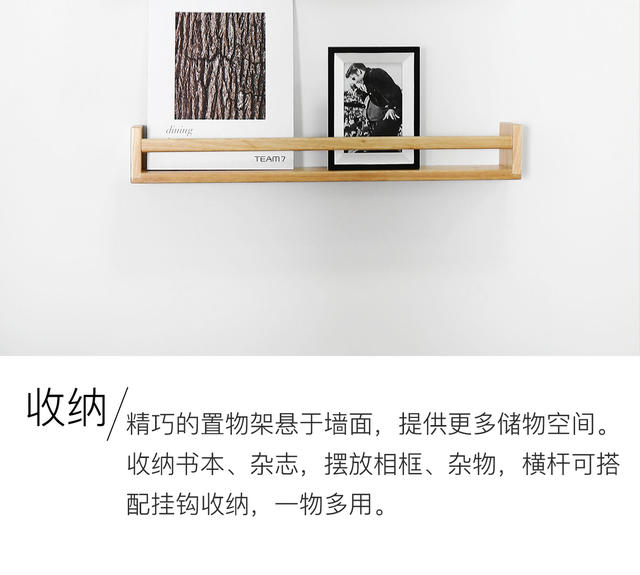 dining
TEAM 7
收纳
精巧的置物架悬于墙面，提供更多储物空间。
收纳书本、杂志，摆放相框、杂物，横杆可搭
配挂钩收纳，一物多用。